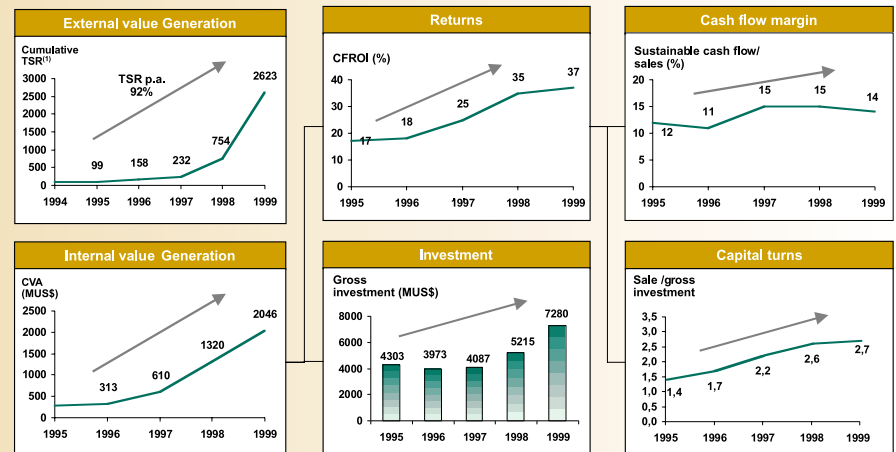 External value Generation
Cumulative
TSR(1)
TSR p.a.
92%
3000
2500
2000
1500
1000
500
0
99
158
232
754
2623
1994 1995 1996 1997 1998 1999
Returns
CFROI (%)
40
30
20
10
0
17
18
25
35
37
1995 1996 1997 1998 1999
Cash flow margin
Sustainable cash flow/
sales (%)
20
15
10
5
0
12
11
15
15
14
1995 1996 1997 1998 1999
Internal value Generation
CVA
(MUS$)
2500
2000
1500
1000
500
0
313
610
1320
2046
1995 1996 1997 1998 1999
Investment
Gross
investment (MUS$)
8000
6000
4000
2000
0
4303
3973
4087
5215
7280
1995 1996 1997 1998 1999
Capital turns
Sale /gross
investment
3,5
3,0
2,5
2,0
1,5
1,0
0,5
0,0
1,4
1,7
2,2
2,6
2,7
1995 1996 1997 1998 1999